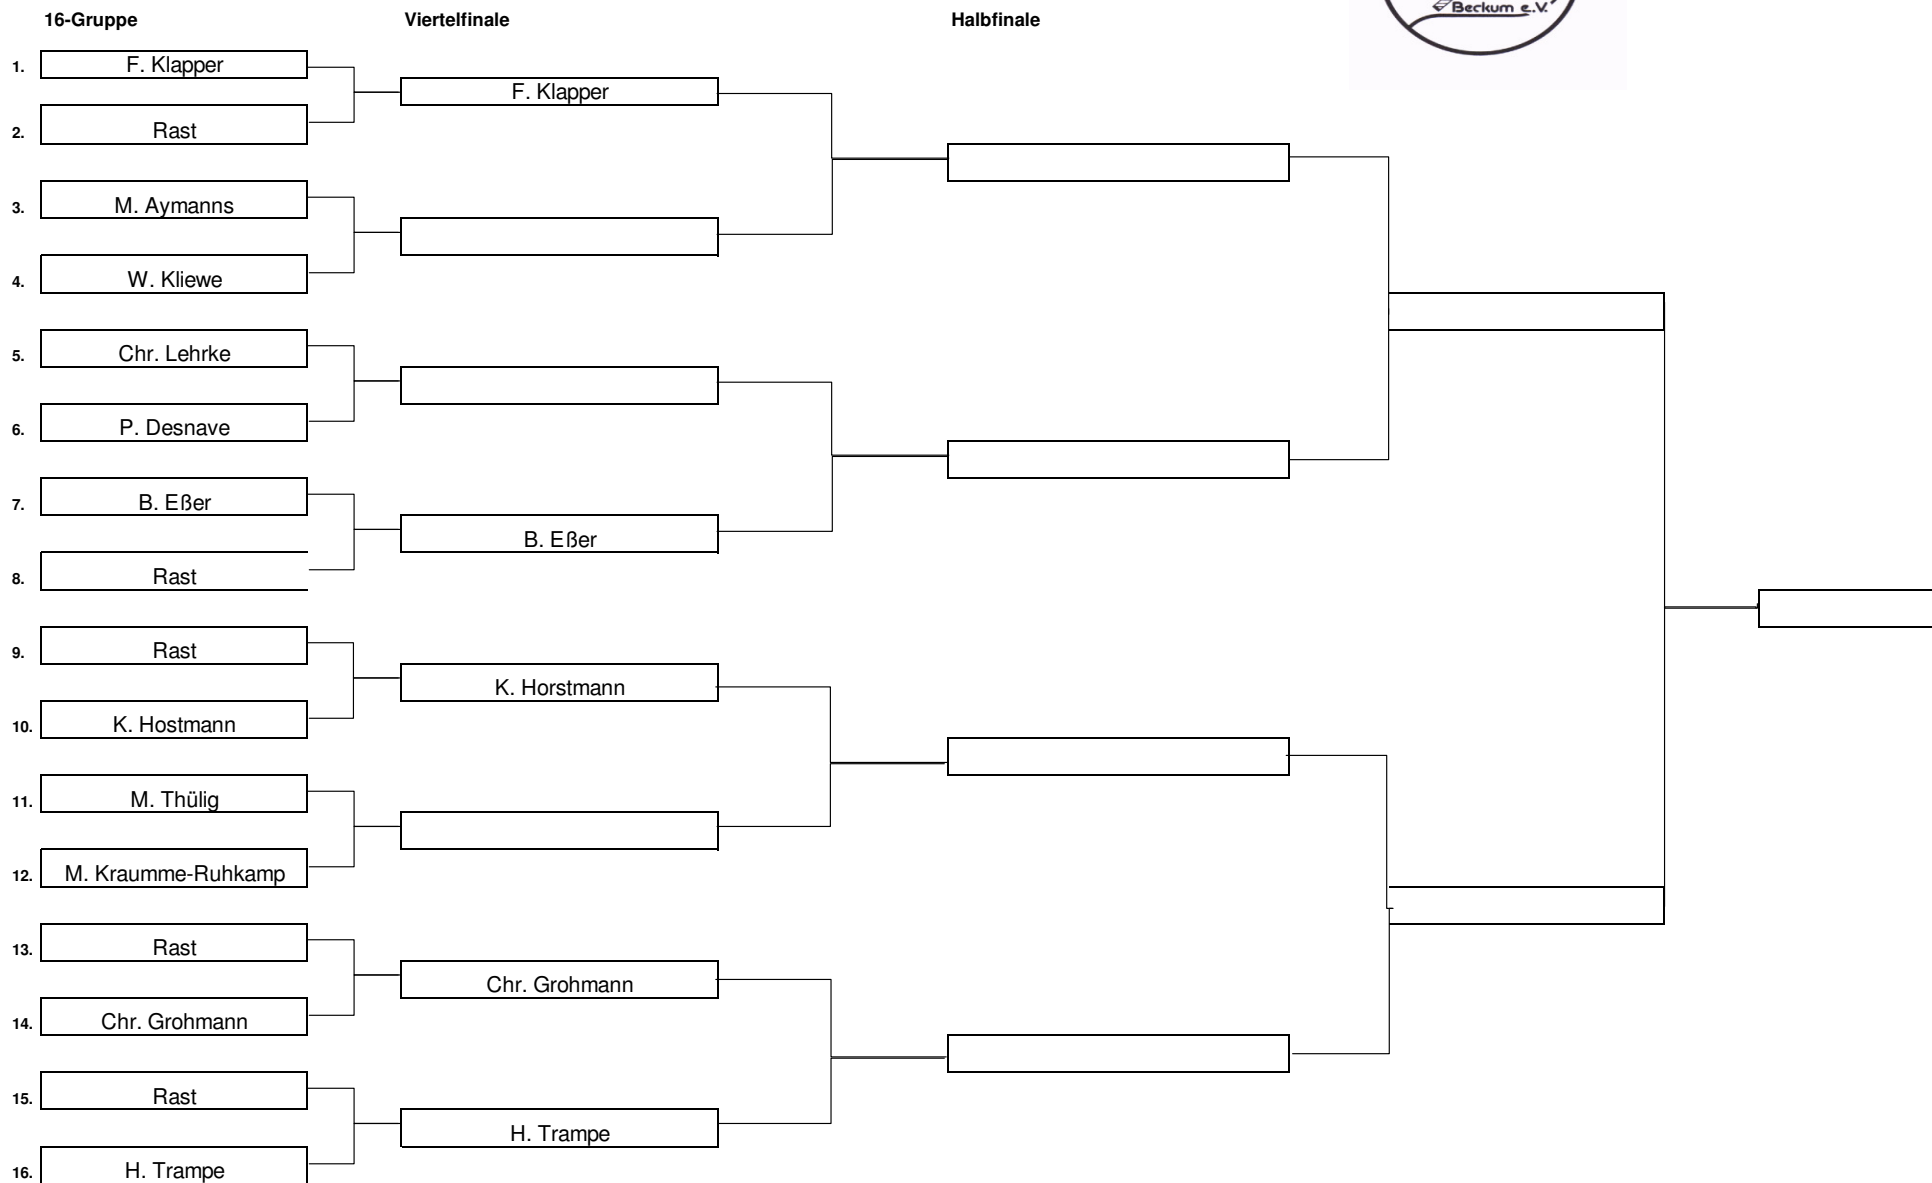 Beckum e.V.
16-Gruppe Viertelfinale Halbfinale
1. F. Klapper
F. Klapper
2. Rast
3. M. Aymanns
4. W. Kliewe
5. Chr. Lehrke
6. P. Desnave
7. B. Eßer
B. Eßer
8. Rast
9. Rast
K. Horstmann
10. K. Hostmann
11. M. Thülig
12. M. Kraumme-Ruhkamp
13. Rast
Chr. Grohmann
14. Chr. Grohmann
15. Rast
H. Trampe
16. H. Trampe